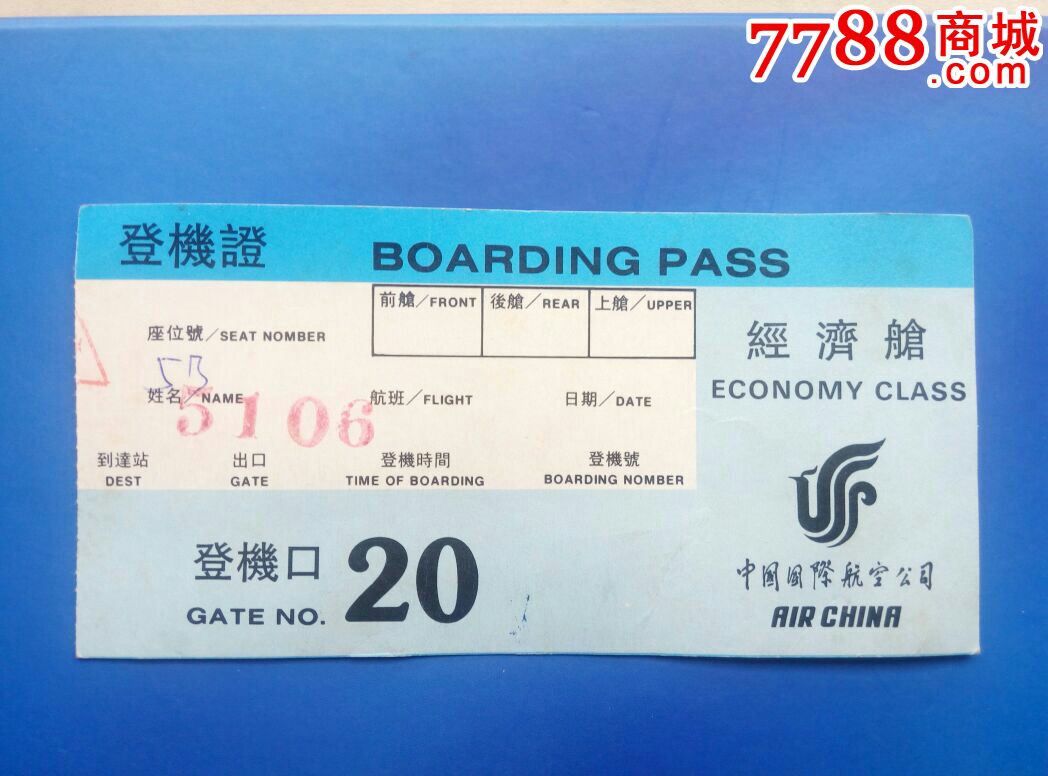 7788商城
.com
登機證 BOARDING PASS
前艙/FRONT 後艙/REAR 上艙/UPPER
座位號/SEAT NOMBER
5B
姓名/NAME 航班/FLIGHT 日期/DATE
5106
到達站 出口 登機時間 登機號
DEST GATE TIME OF BOARDING BOARDING NOMBER
登機口 20
GATE NO.
經濟艙
ECONOMY CLASS
中国国際航空公司
AIR CHINA